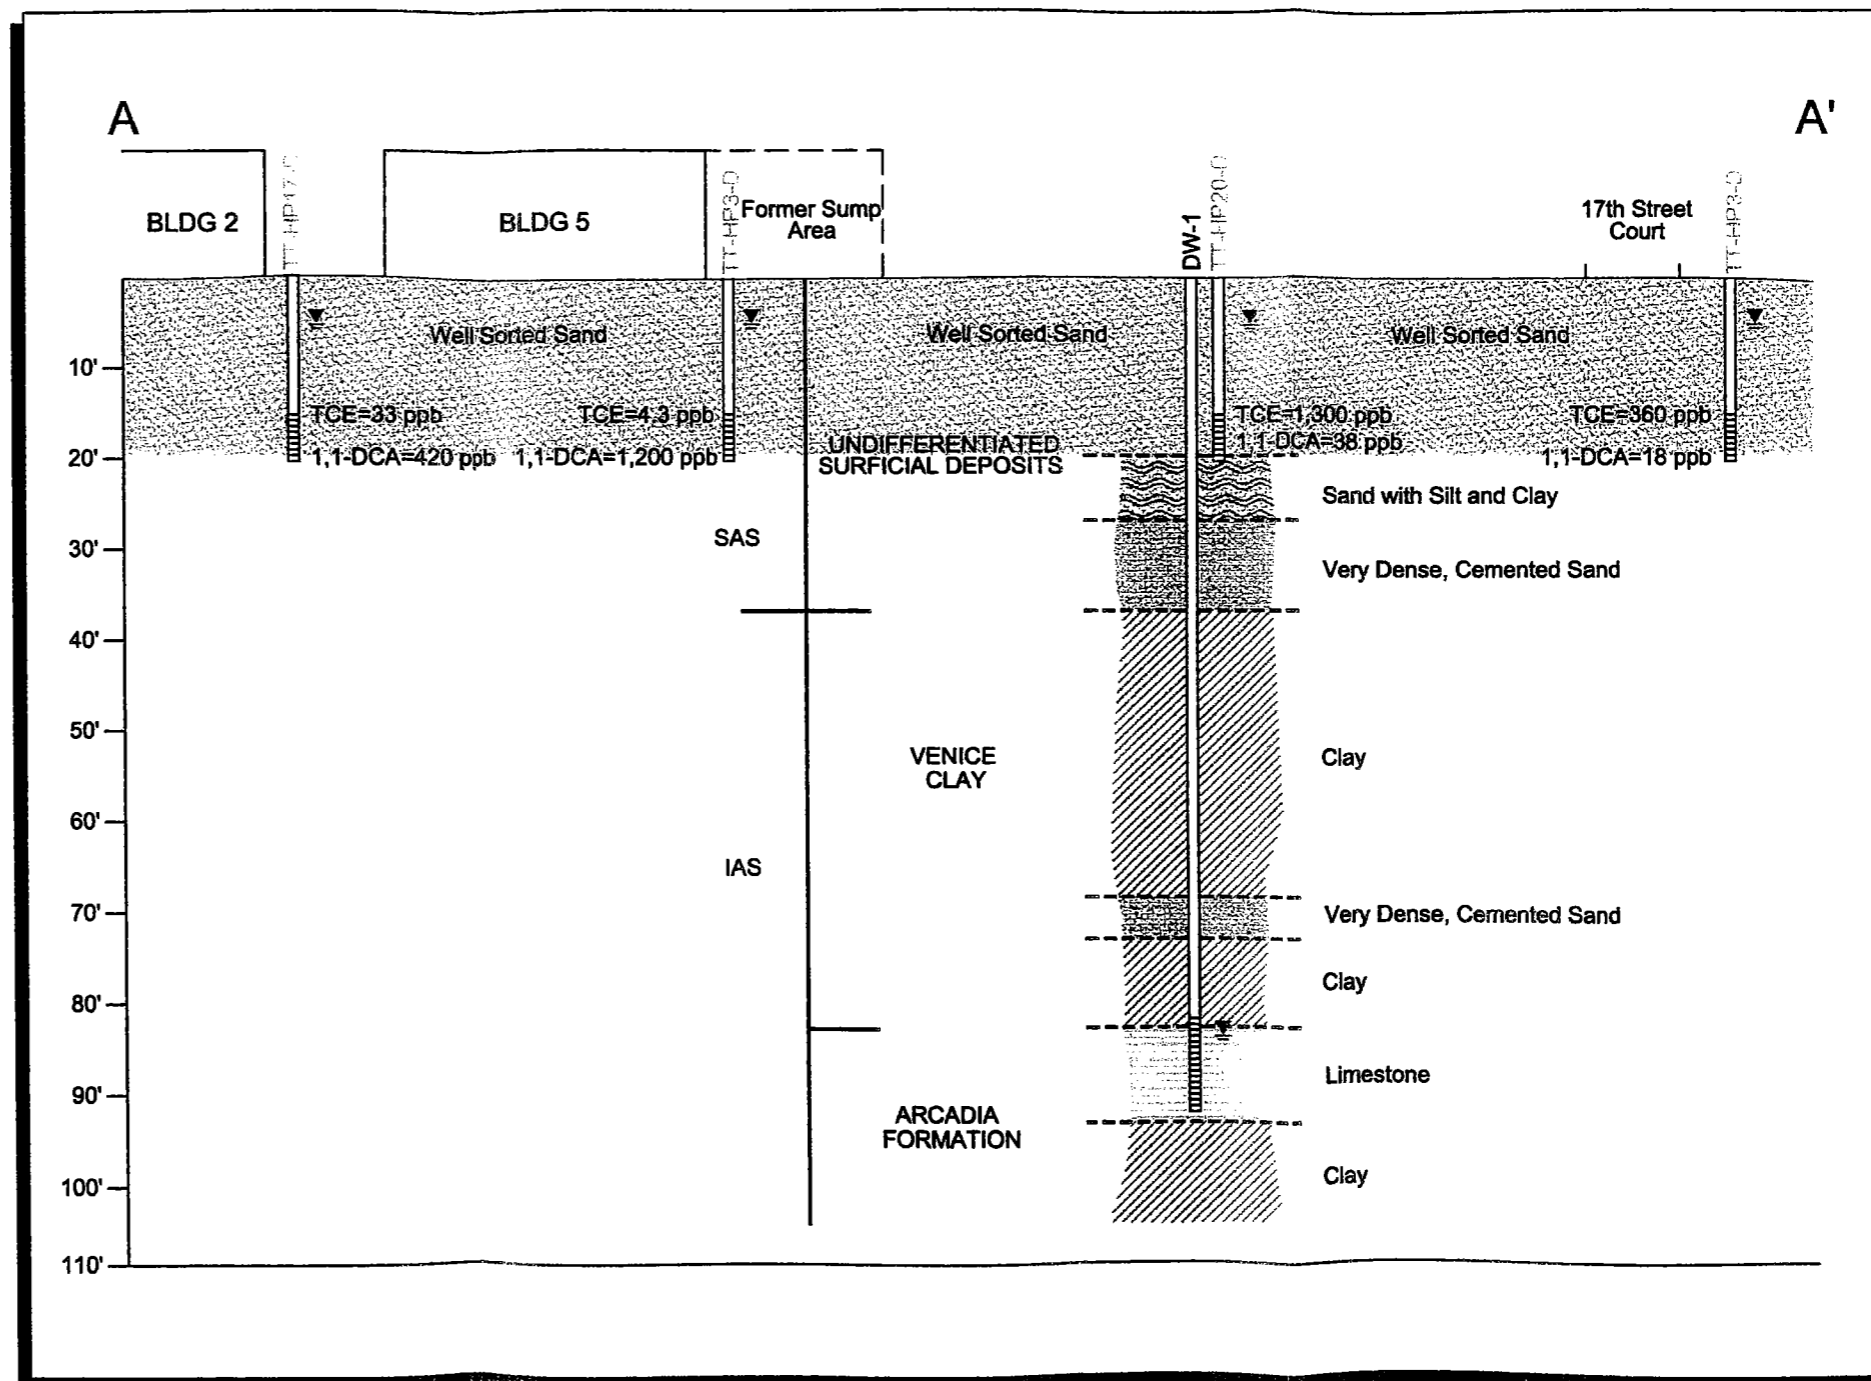 A
A'
BLDG 2
TT-HP17-D
BLDG 5
TT-HP3-D
Former Sump
Area
DW-1
TT-HP20-D
17th Street
Court
TT-HP3-D
Well Sorted Sand
Well Sorted Sand
Well Sorted Sand
10'
TCE=33 ppb
TCE=4.3 ppb
TCE=1,300 ppb
TCE=360 ppb
20'
1,1-DCA=420 ppb
1,1-DCA=1,200 ppb
1,1-DCA=38 ppb
1,1-DCA=18 ppb
UNDIFFERENTIATED
SURFICIAL DEPOSITS
Sand with Silt and Clay
30'
SAS
Very Dense, Cemented Sand
40'
50'
VENICE
CLAY
Clay
60'
IAS
70'
Very Dense, Cemented Sand
80'
Clay
90'
Limestone
ARCADIA
FORMATION
100'
Clay
110'